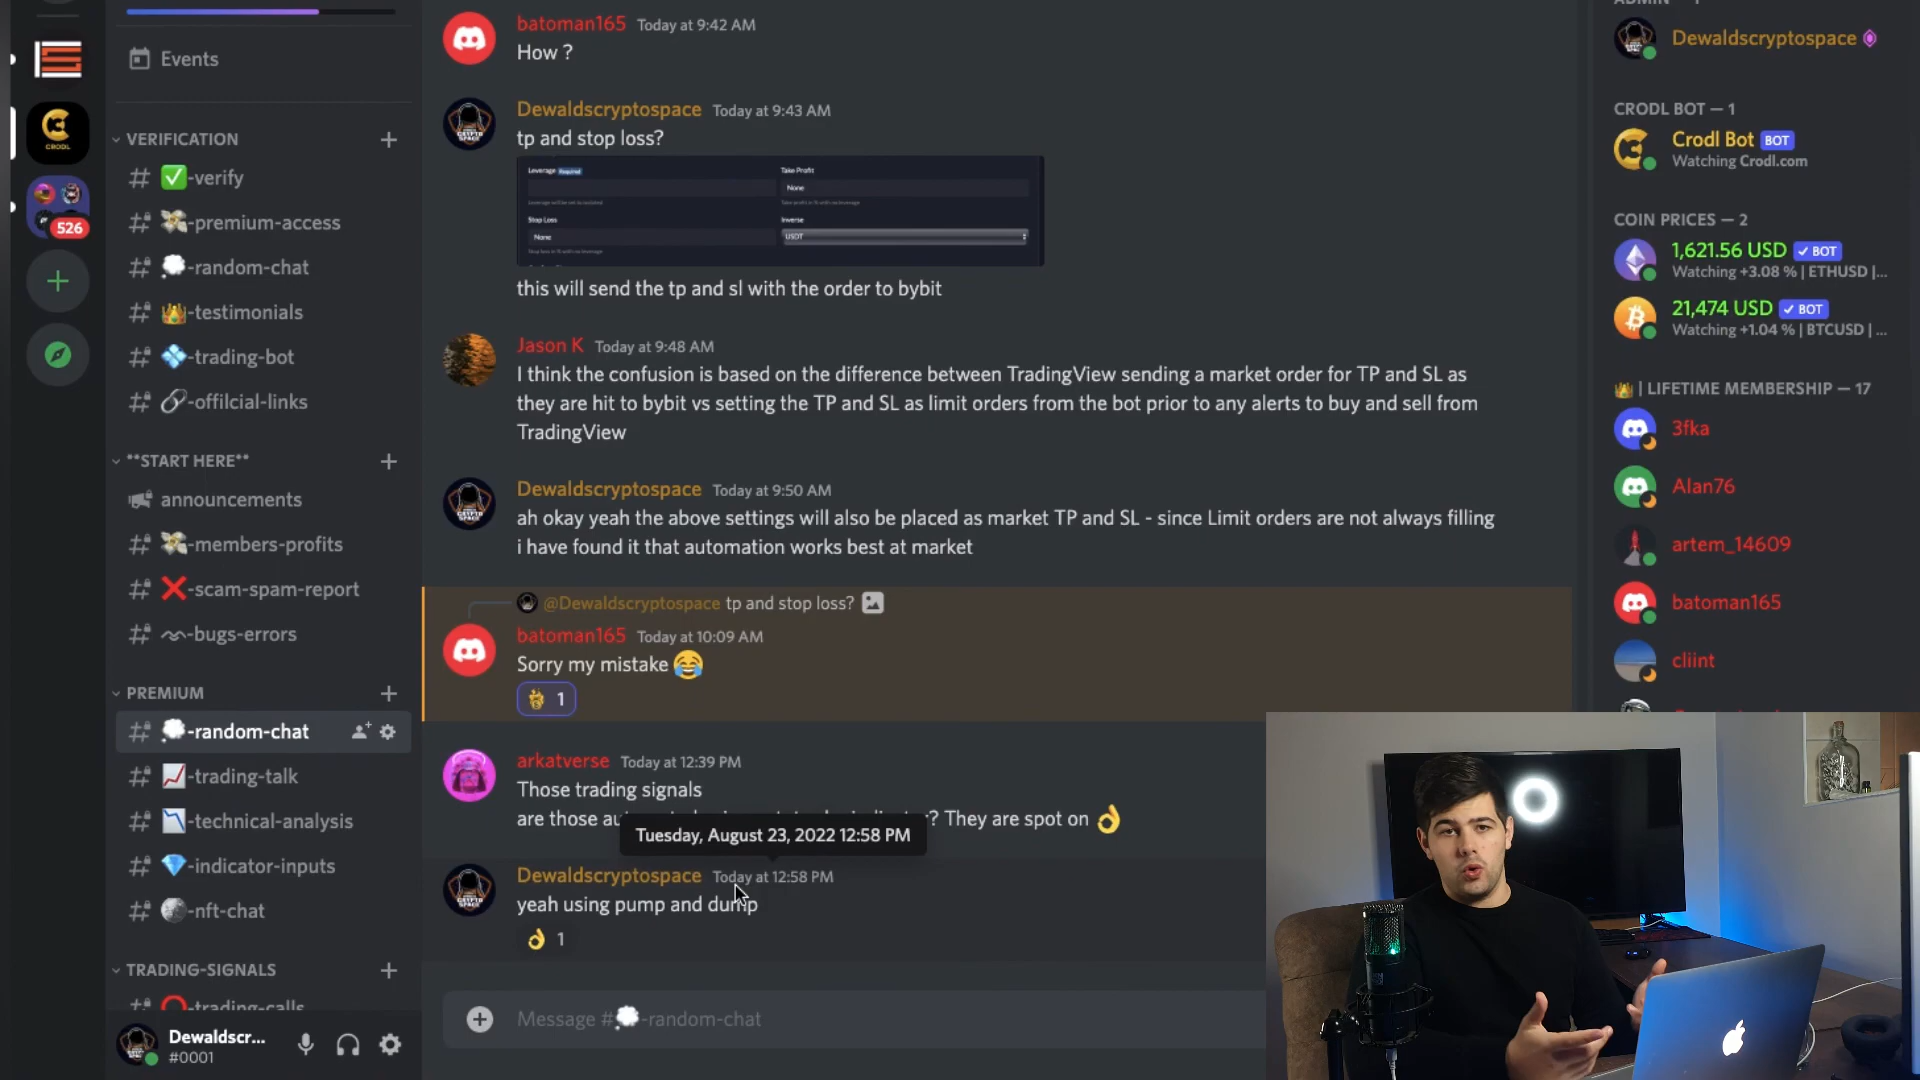 CRODL
526
Events
VERIFICATION
-verify
-premium-access
-random-chat
-testimonials
-trading-bot
-offilcial-links
**START HERE**
announcements
-members-profits
-scam-spam-report
-bugs-errors
PREMIUM
-random-chat
-trading-talk
-technical-analysis
-indicator-inputs
-nft-chat
TRADING-SIGNALS
-trading-calls
Dewaldscr...
#0001
batoman165 Today at 9:42 AM
How ?
Dewaldscryptospace Today at 9:43 AM
tp and stop loss?
Leverage Required
Take Profit
None
Stop Loss
Inverse
None
USDT
this will send the tp and sl with the order to bybit
Jason K Today at 9:48 AM
I think the confusion is based on the difference between TradingView sending a market order for TP and SL as
they are hit to bybit vs setting the TP and SL as limit orders from the bot prior to any alerts to buy and sell from
TradingView
Dewaldscryptospace Today at 9:50 AM
ah okay yeah the above settings will also be placed as market TP and SL - since Limit orders are not always filling
i have found it that automation works best at market
@Dewaldscryptospace tp and stop loss?
batoman165 Today at 10:09 AM
Sorry my mistake 😂
1
arkatverse Today at 12:39 PM
Those trading signals
are those ? They are spot on 👌
Tuesday, August 23, 2022 12:58 PM
Dewaldscryptospace Today at 12:58 PM
yeah using pump and dump
👌 1
Message # 💭-random-chat
ADMIN — 1
Dewaldscryptospace
CRODL BOT — 1
Crodl Bot BOT
Watching Crodl.com
COIN PRICES — 2
1,621.56 USD ✓ BOT
Watching +3.08 % | ETHUSD |...
21,474 USD ✓ BOT
Watching +1.04 % | BTCUSD | ...
| LIFETIME MEMBERSHIP — 17
3fka
Alan76
artem_14609
batoman165
cliint